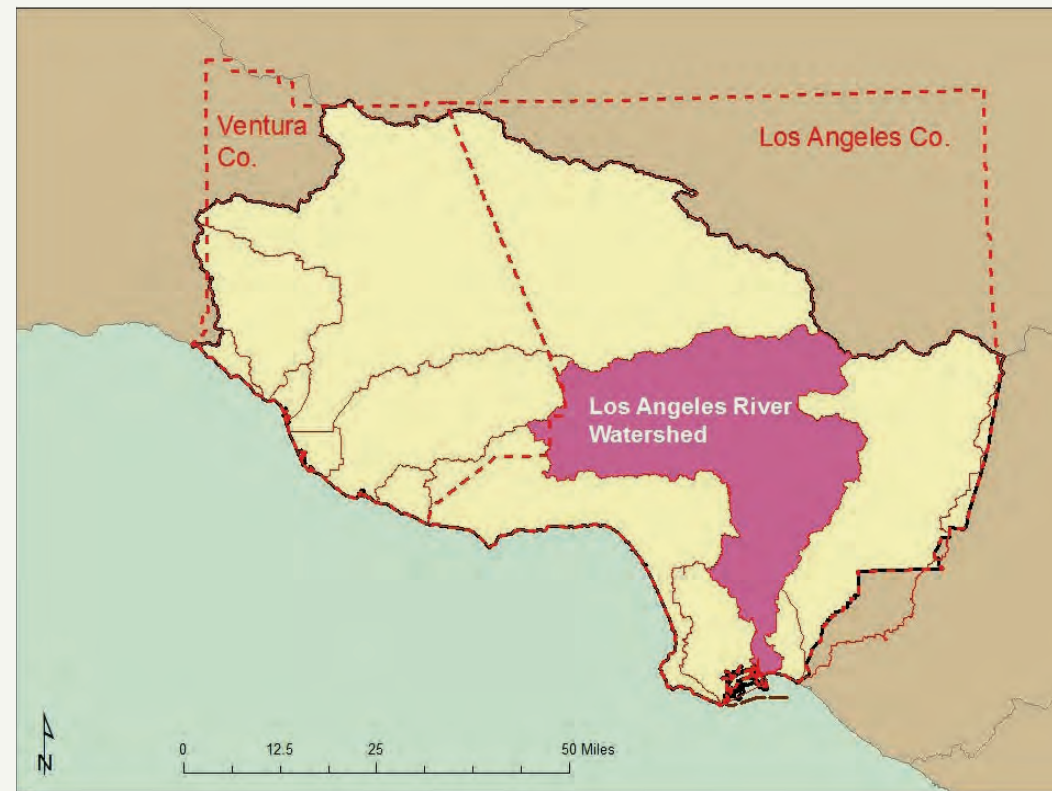 Ventura
Co.
Los Angeles Co.
Los Angeles River
Watershed
0 12.5 25 50 Miles
N